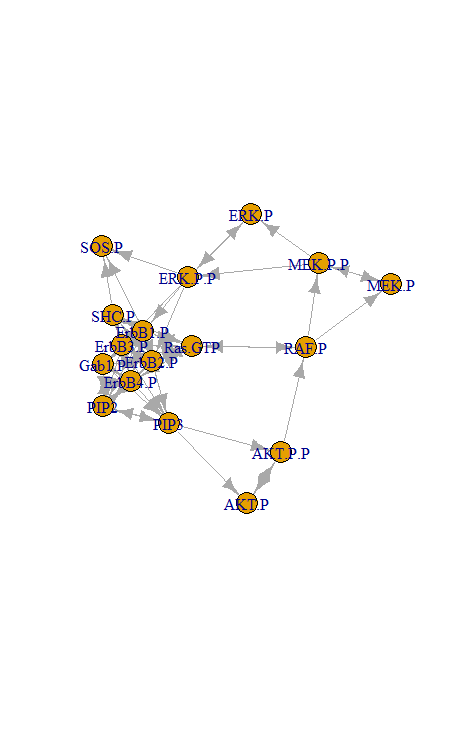 ERK.P
SOS.P
MEK.P.P
ERK.P.P
MEK.P
SHC.P
ErbB1.P
ErbB3.P
Ras.GTP
RAF.P
Gab1.P
ErbB2.P
ErbB4.P
PIP2
PIP3
AKT.P.P
AKT.P